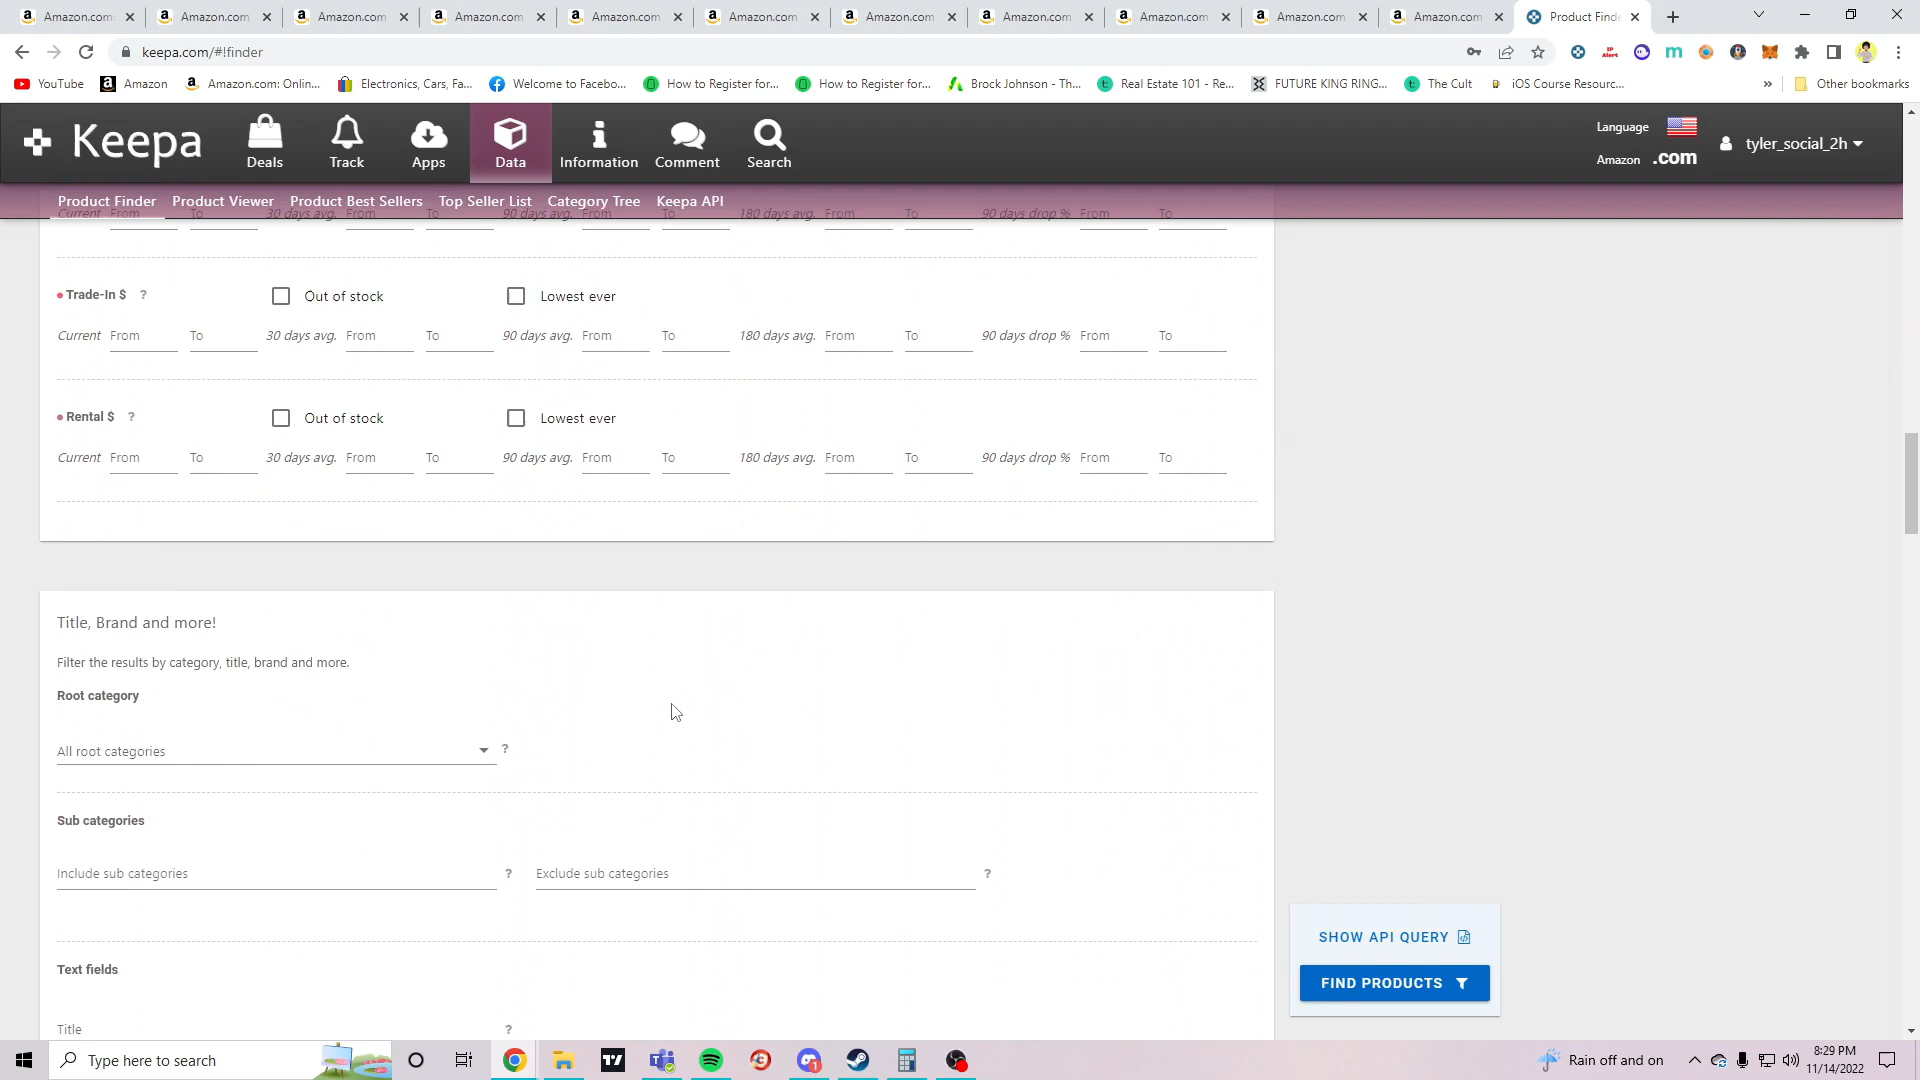 Amazon.com Amazon.com Amazon.com Amazon.com Amazon.com Amazon.com Amazon.com Amazon.com Amazon.com Amazon.com Amazon.com Product Finde
keepa.com/#!finder
YouTube Amazon Amazon.com: Onlin... Electronics, Cars, Fa... Welcome to Facebo... How to Register for... How to Register for... Brock Johnson - Th... Real Estate 101 - Re... FUTURE KING RING... The Cult iOS Course Resourc... » Other bookmarks
Keepa Deals Track Apps Data Information Comment Search Language Amazon .com tyler_social_2h
Product Finder Product Viewer Product Best Sellers Top Seller List Category Tree Keepa API
Current From To 30 days avg. From To 90 days avg. From To 180 days avg. From To 90 days drop % From To
Trade-In $ ? Out of stock Lowest ever
Current From To 30 days avg. From To 90 days avg. From To 180 days avg. From To 90 days drop % From To
Rental $ ? Out of stock Lowest ever
Current From To 30 days avg. From To 90 days avg. From To 180 days avg. From To 90 days drop % From To
Title, Brand and more!
Filter the results by category, title, brand and more.
Root category
All root categories ?
Sub categories
Include sub categories ? Exclude sub categories ?
SHOW API QUERY
Text fields
FIND PRODUCTS
Title ?
Type here to search
Rain off and on
8:29 PM
11/14/2022